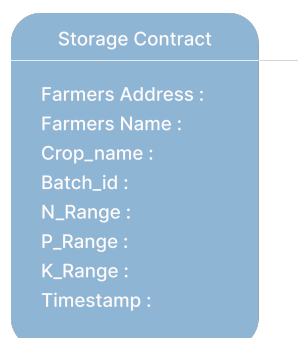 Storage Contract
Farmers Address :
Farmers Name :
Crop_name :
Batch_id :
N_Range :
P_Range :
K_Range :
Timestamp :